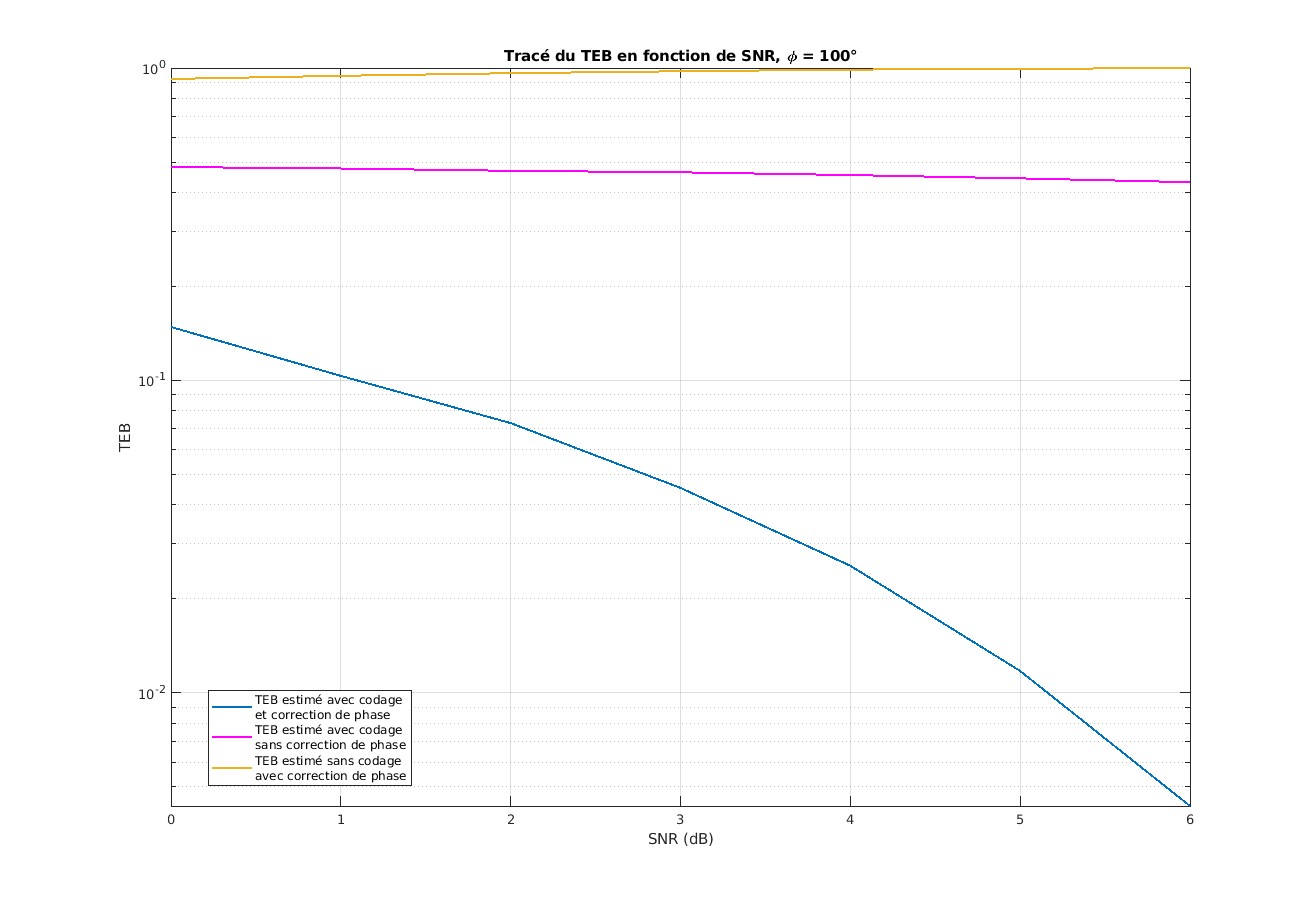 Tracé du TEB en fonction de SNR, ϕ = 100°
10^0
10^-1
10^-2
TEB
TEB estimé avec codage
et correction de phase
TEB estimé avec codage
sans correction de phase
TEB estimé sans codage
avec correction de phase
0 1 2 3 4 5 6
SNR (dB)